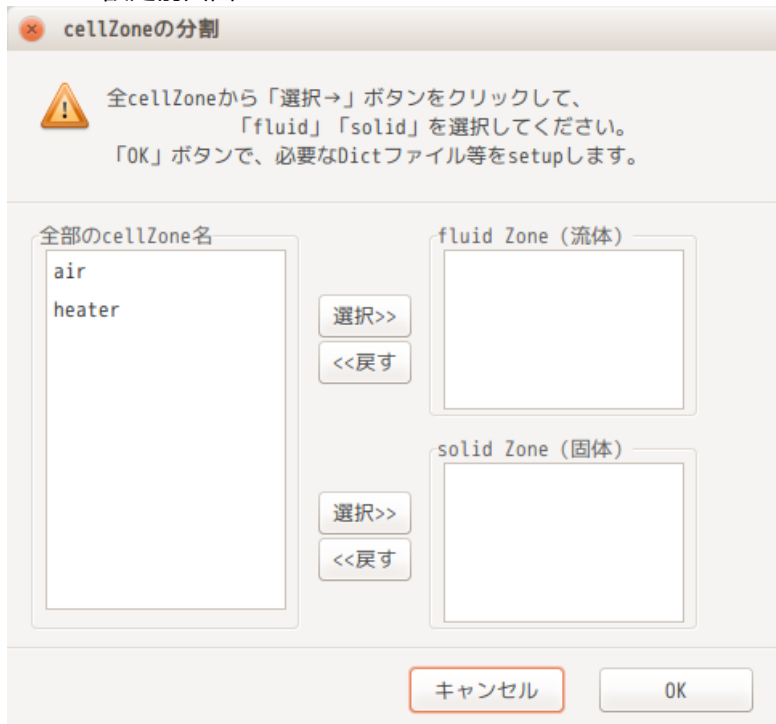 cellZoneの分割
全cellZoneから「選択→」ボタンをクリックして、
「fluid」「solid」を選択してください。
「OK」ボタンで、必要なDictファイル等をsetupします。
全部のcellZone名
air
heater
選択>>
<<戻す
fluid Zone (流体)
選択>>
<<戻す
solid Zone (固体)
キャンセル
OK